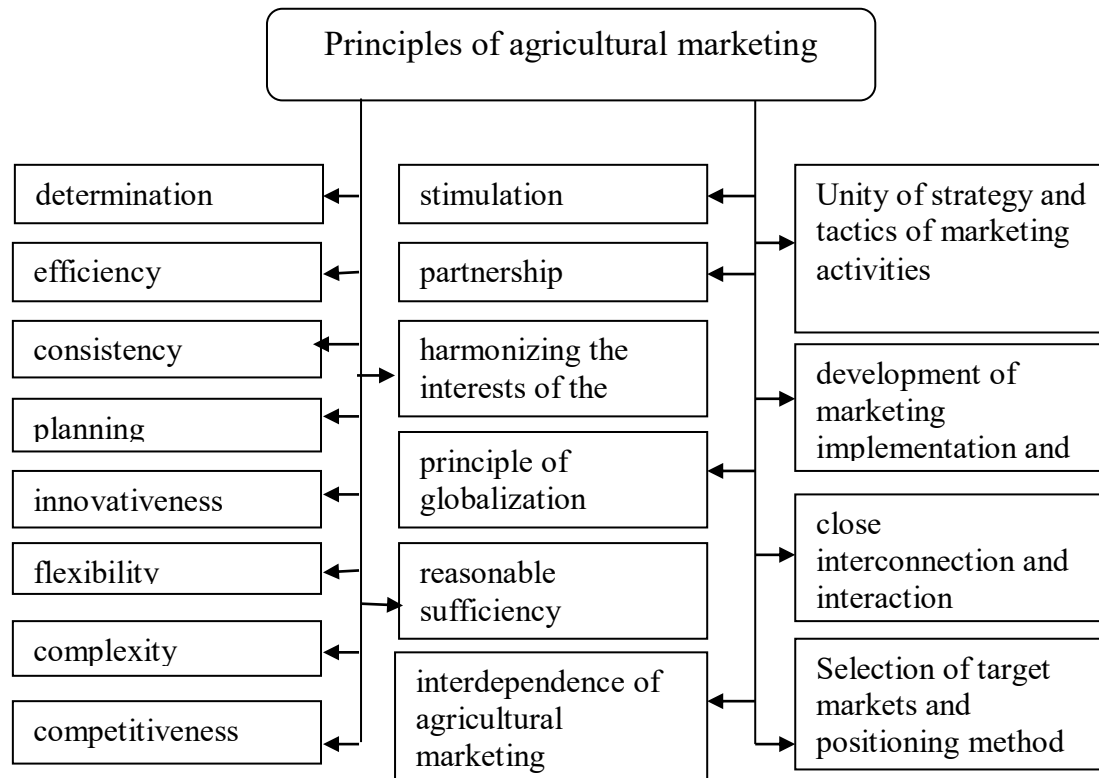 Principles of agricultural marketing
determination
efficiency
consistency
planning
innovativeness
flexibility
complexity
competitiveness
stimulation
partnership
harmonizing the
interests of the
principle of
globalization
reasonable
sufficiency
interdependence of
agricultural
marketing
Unity of strategy and
tactics of marketing
activities
development of
marketing
implementation and
close
interconnection and
interaction
Selection of target
markets and
positioning method